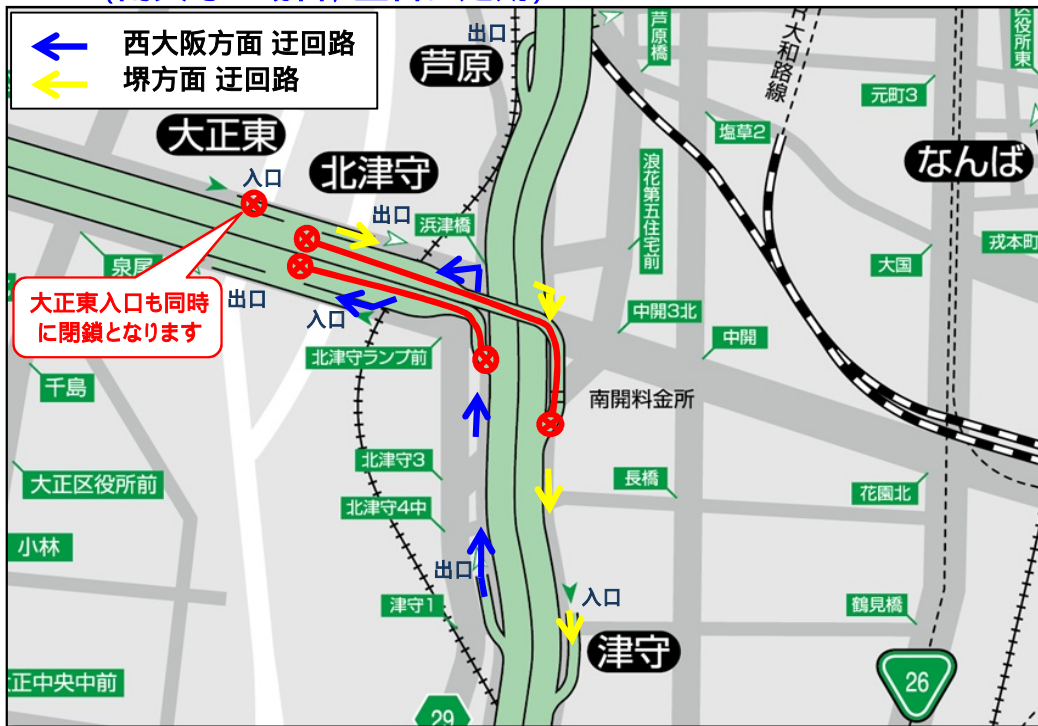 西大阪方面 迂回路
堺方面 迂回路
出口
芦原
芦原橋
大和路線
元町3
区役所東
大正東
入口
北津守
出口
浜津橋
塩草2
浪花第五住宅前
なんば
戎本町
泉尾
大国
出口
入口
大正東入口も同時
に閉鎖となります
中開3北
中開
北津守ランプ前
千島
南開料金所
北津守3
大正区役所前
長橋
花園北
北津守4中
小林
出口
入口
津守1
鶴見橋
津守
正中央中前
26
29